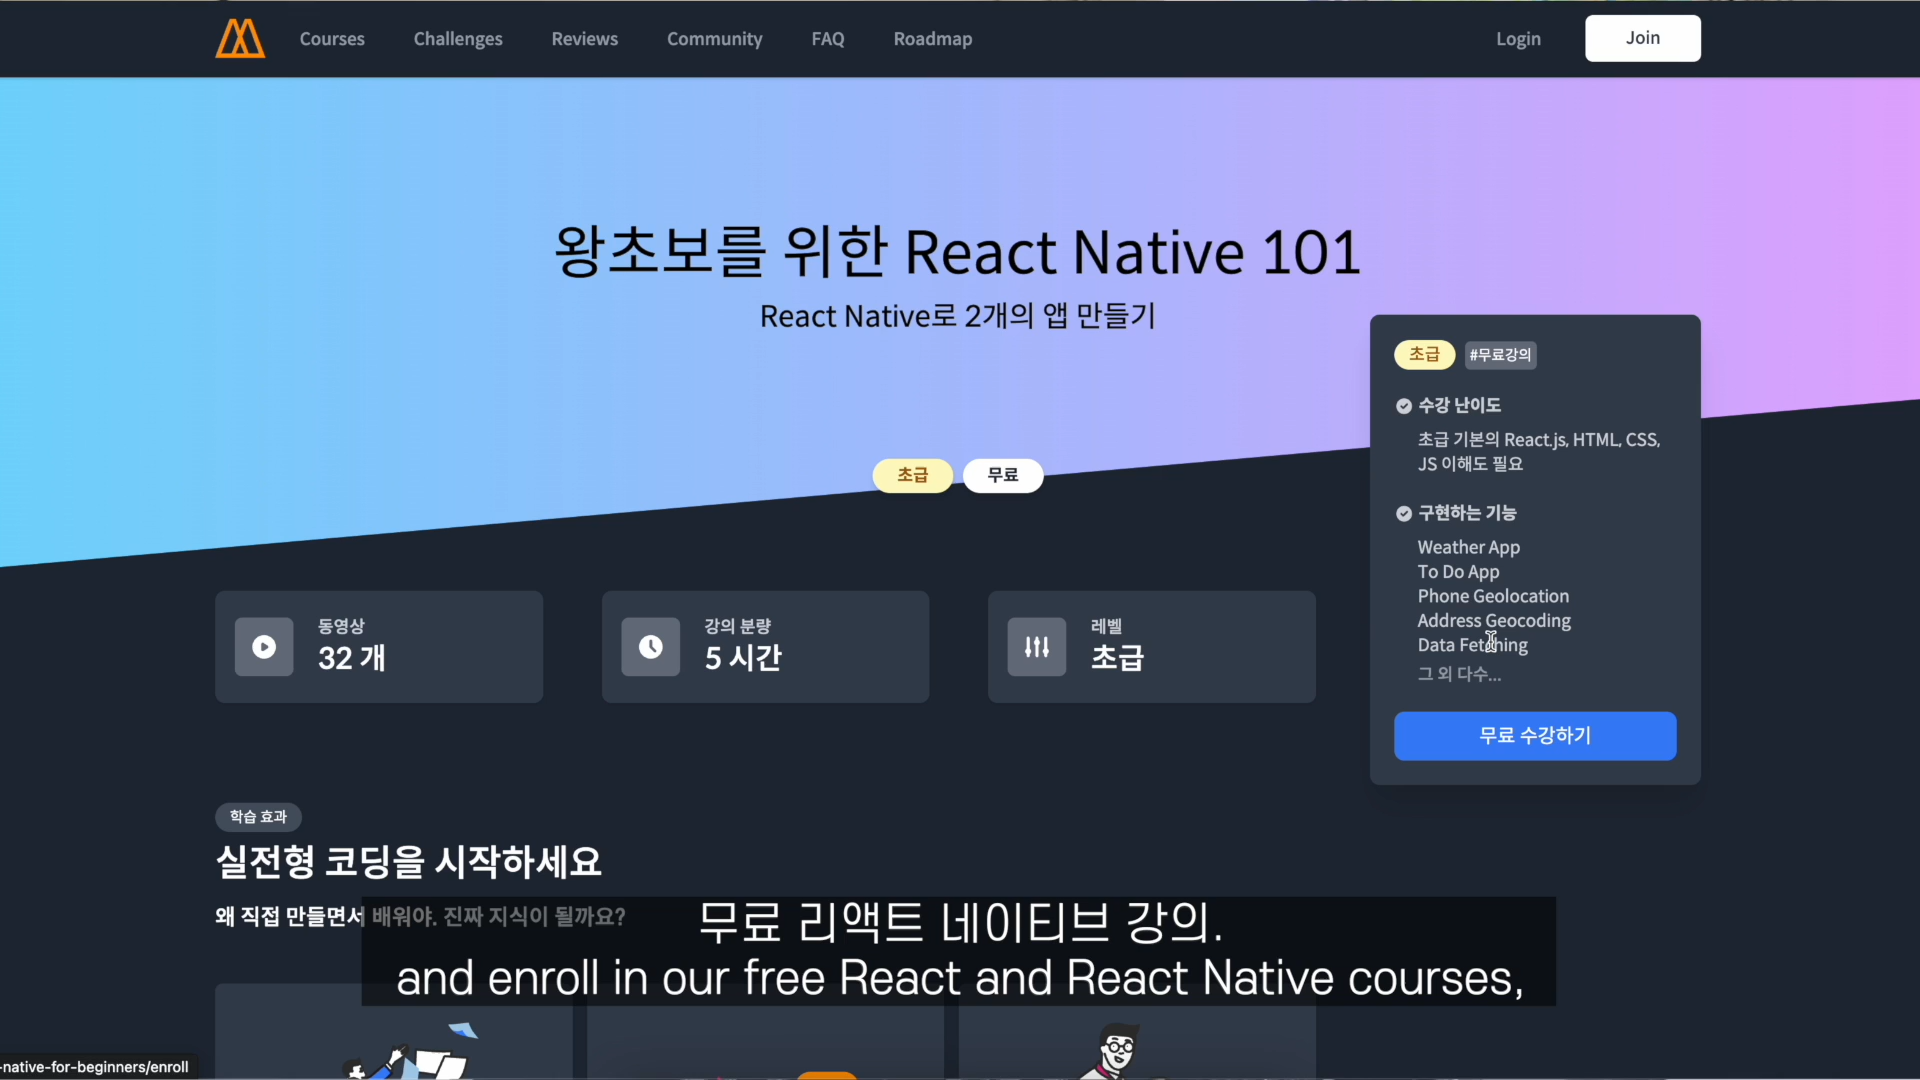 Courses
Challenges
Reviews
Community
FAQ
Roadmap
Login
Join
왕초보를 위한 React Native 101
React Native로 2개의 앱 만들기
초급
무료
초급
#무료강의
수강 난이도
초급 기본의 React.js, HTML, CSS,
JS 이해도 필요
구현하는 기능
Weather App
To Do App
Phone Geolocation
Address Geocoding
Data Fetching
그 외 다수...
무료 수강하기
동영상
32 개
강의 분량
5 시간
레벨
초급
학습 효과
실전형 코딩을 시작하세요
왜 직접 만들면서 배워야. 진짜 지식이 될까요?
무료 리액트 네이티브 강의.
and enroll in our free React and React Native courses,
-native-for-beginners/enroll